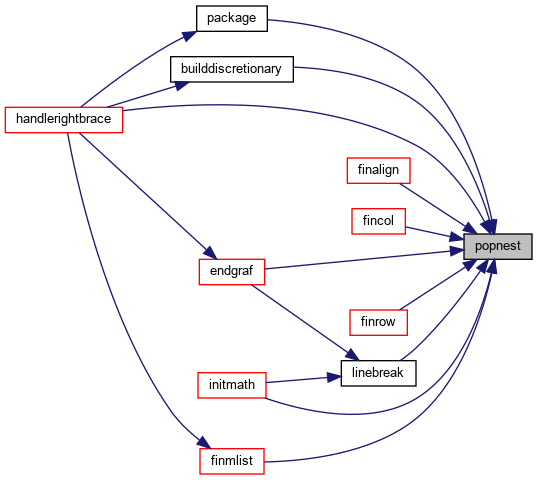 package
builddiscretionary
handlerightbrace
finalign
fincol
popnest
endgraf
finrow
linebreak
initmath
finmlist